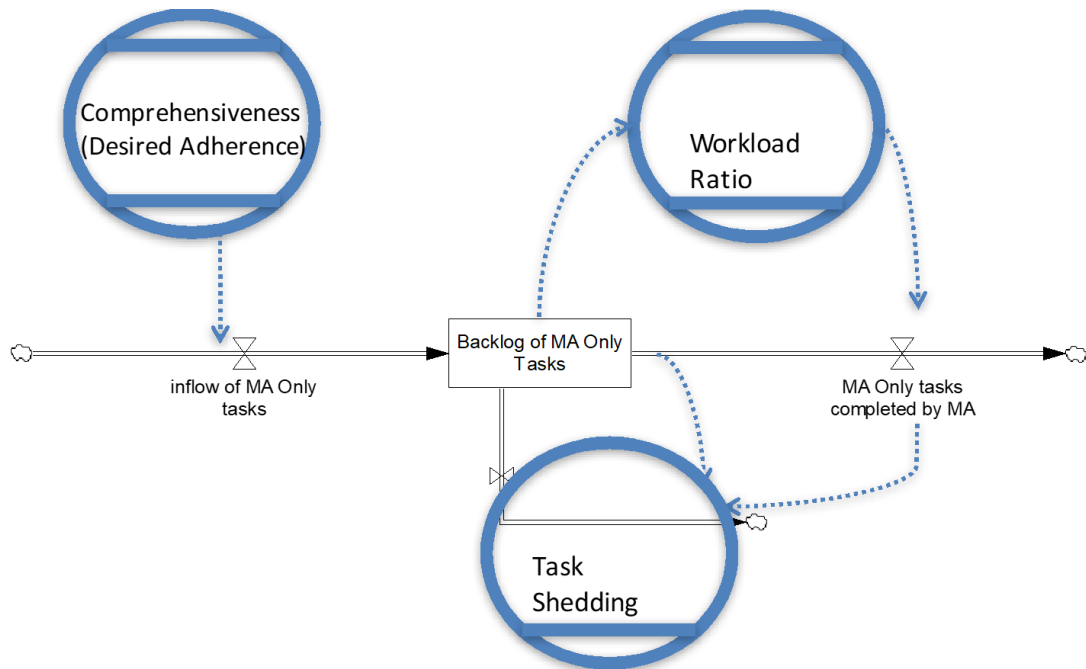 Comprehensiveness
(Desired Adherence)
Workload
Ratio
Backlog of MA Only
Tasks
inflow of MA Only
tasks
MA Only tasks
completed by MA
Task
Shedding